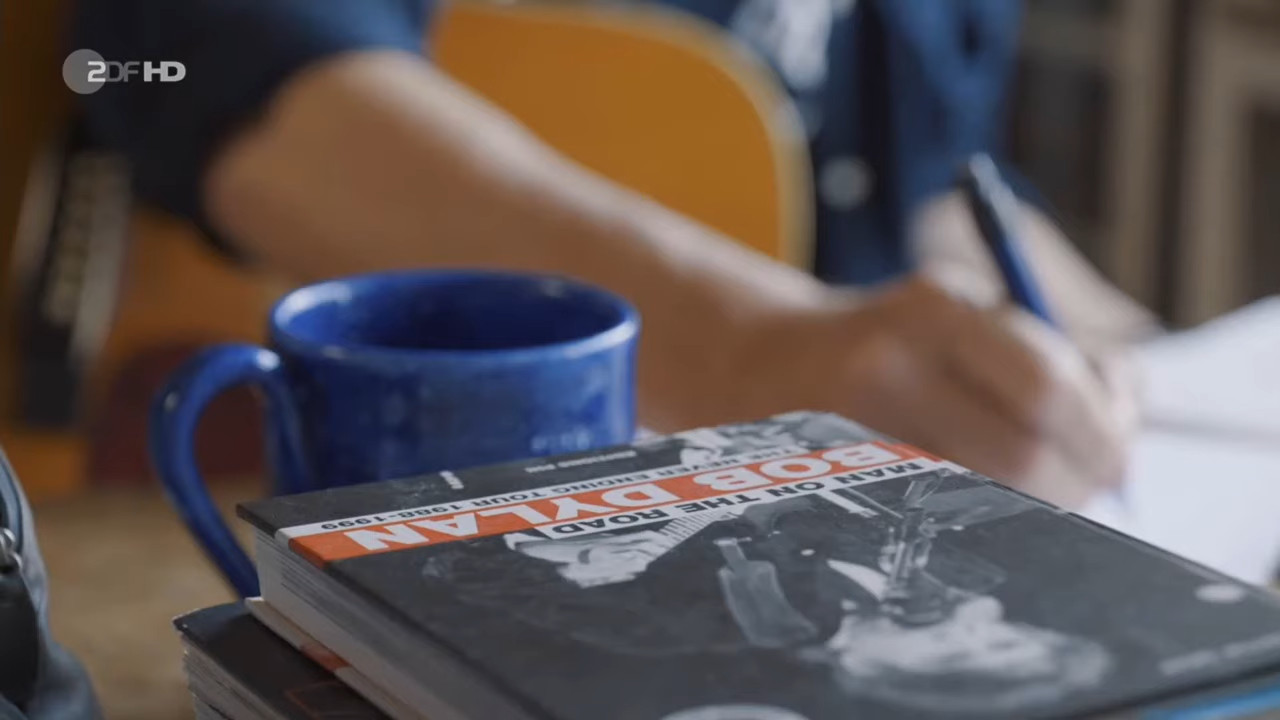 ZDF HD
MAN ON THE ROAD
BOB DYLAN
THE NEVER ENDING TOUR 1988-1999